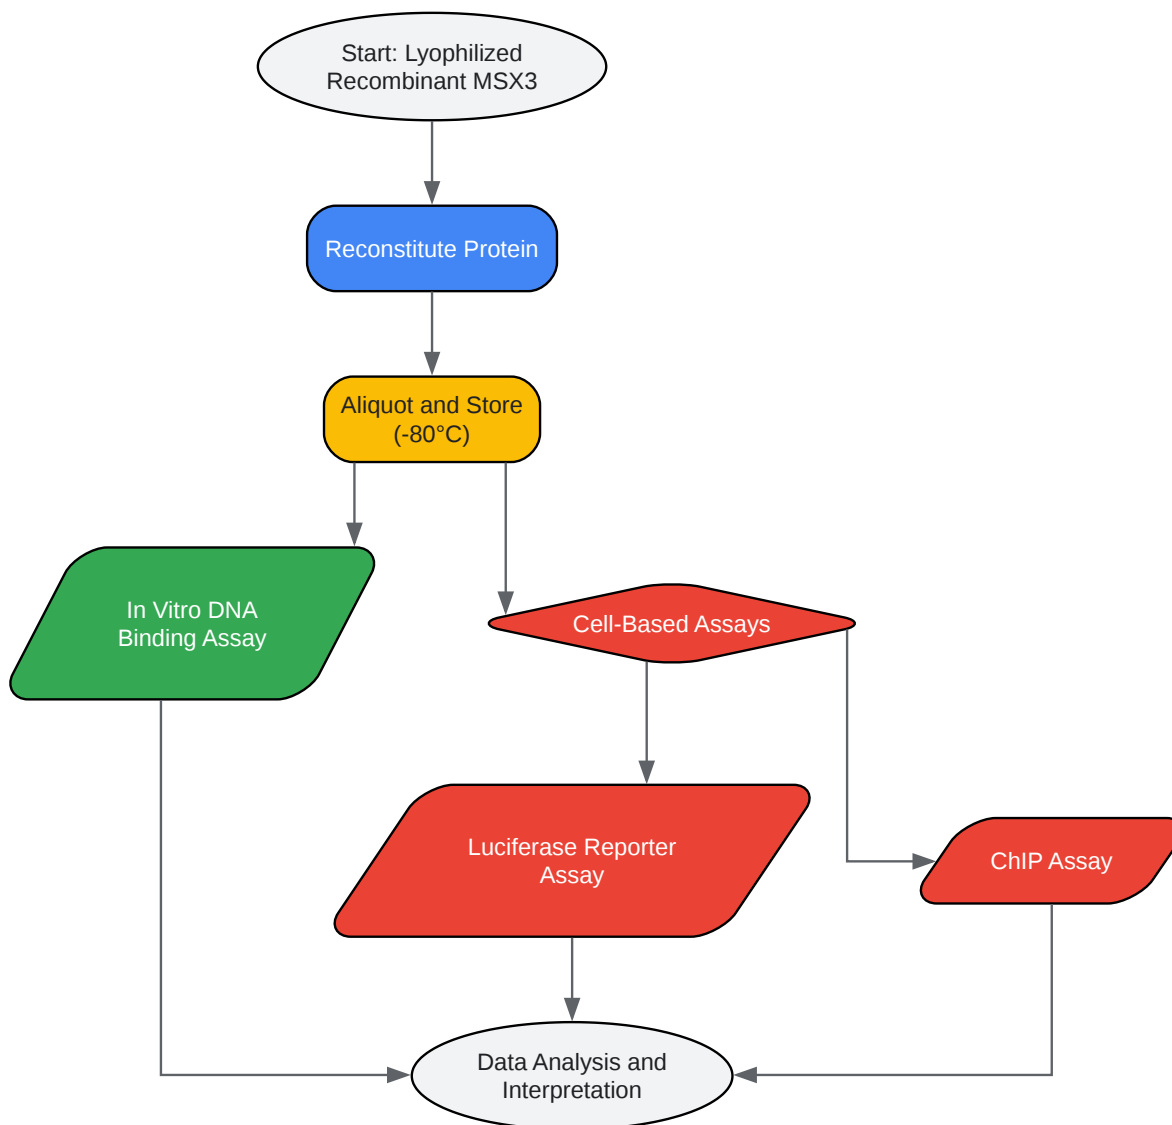 Start: Lyophilized
Recombinant MSX3
Reconstitute Protein
Aliquot and Store
(-80°C)
In Vitro DNA
Binding Assay
Cell-Based Assays
Luciferase Reporter
Assay
ChIP Assay
Data Analysis and
Interpretation